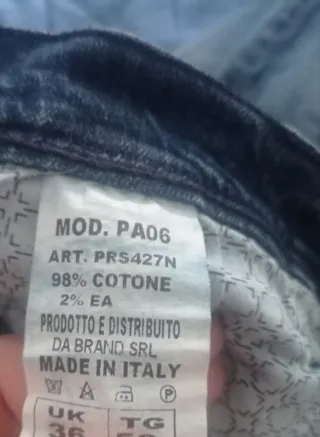 MOD. PA06
ART. PRS427N
98% COTONE
2% EA
PRODOTTO E DISTRIBUITO
DA BRAND SRL
MADE IN ITALY
P
UK TG
36